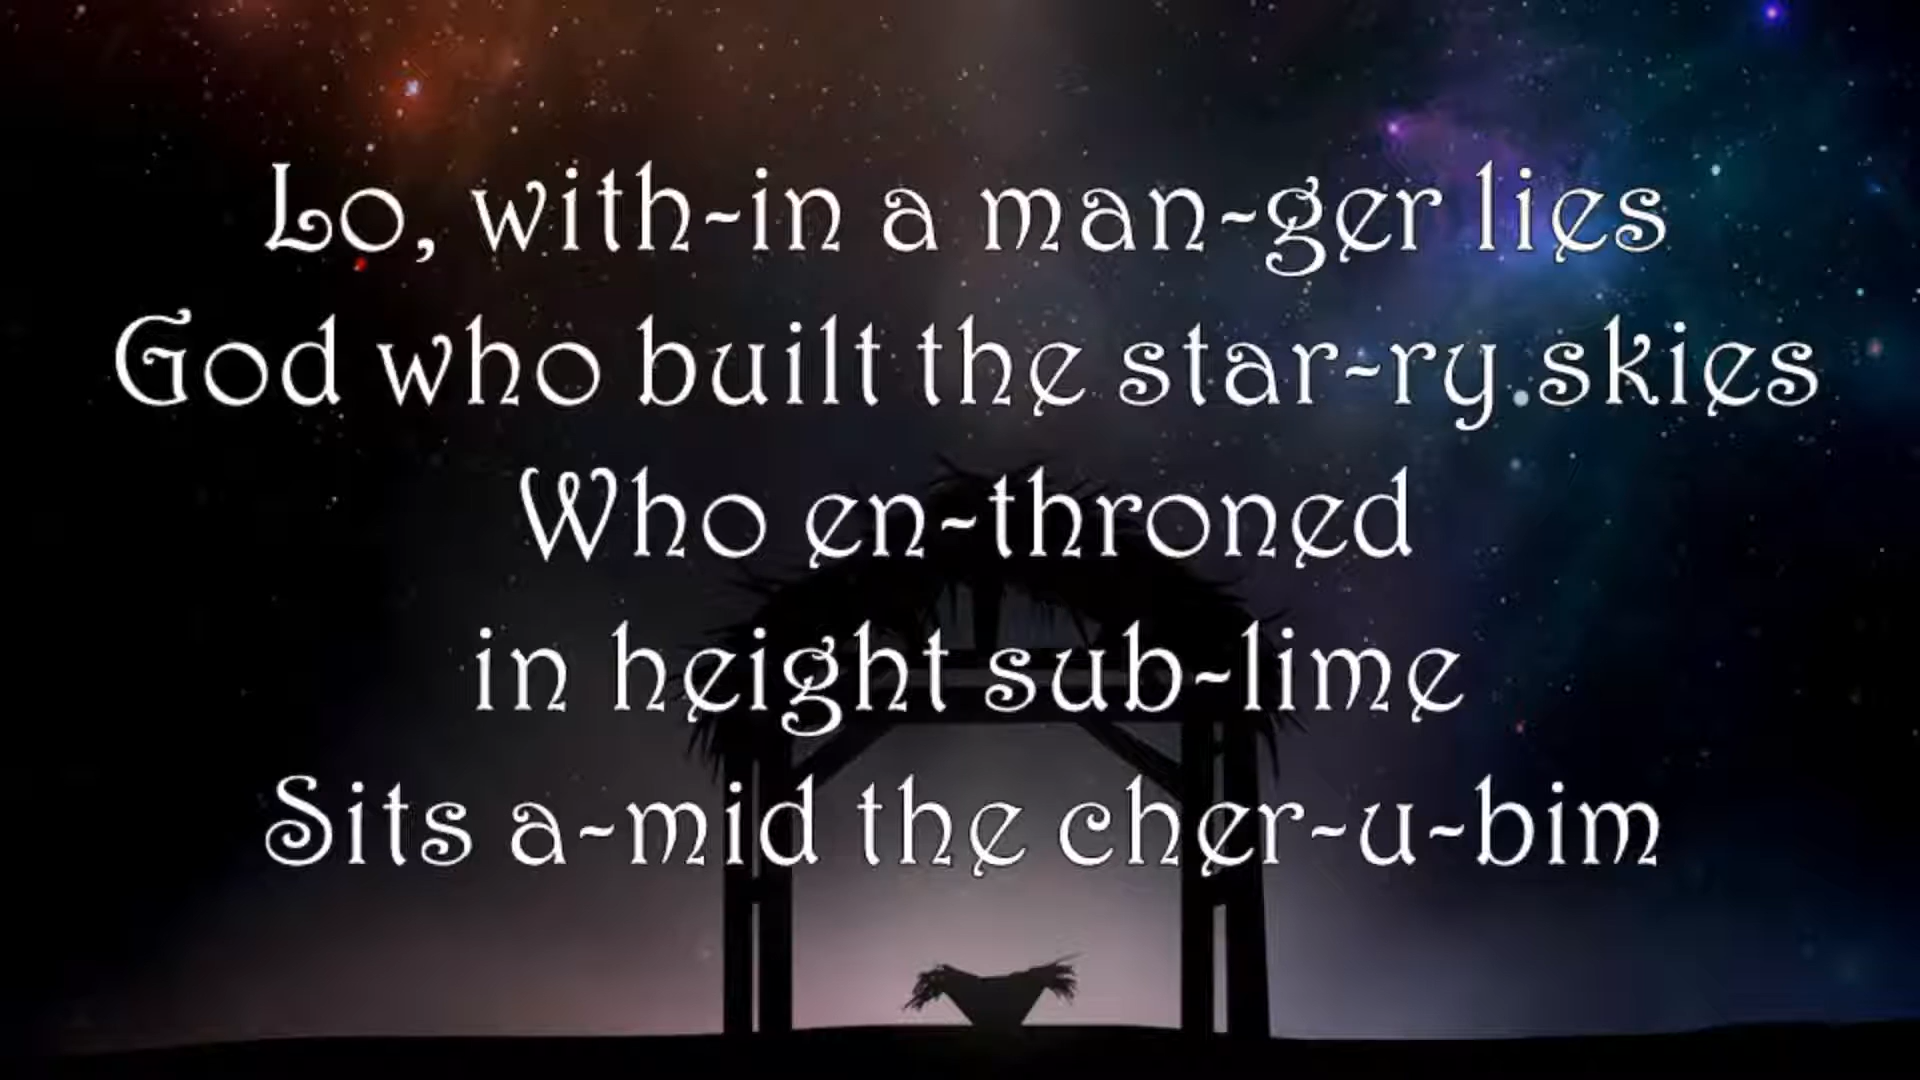 Lo, with-in a man-ger lies
God who built the star-ry skies
Who en-throned
in height sub-lime
Sits a-mid the cher-u-bim